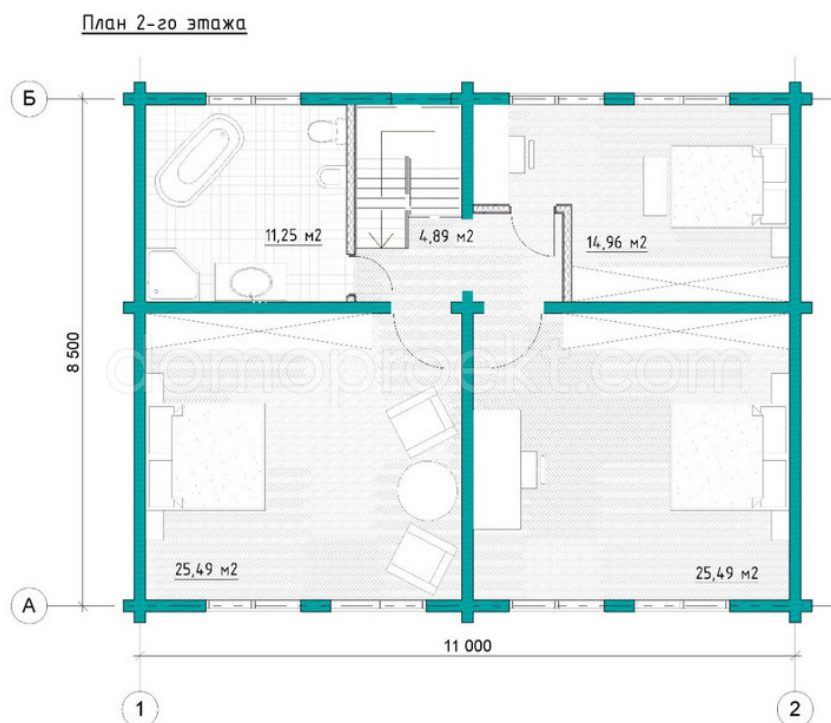 План 2-го этажа
Б
11,25 м2
4,89 м2
14,96 м2
8 500
domoproekt.com
25,49 м2
25,49 м2
А
11 000
1
2